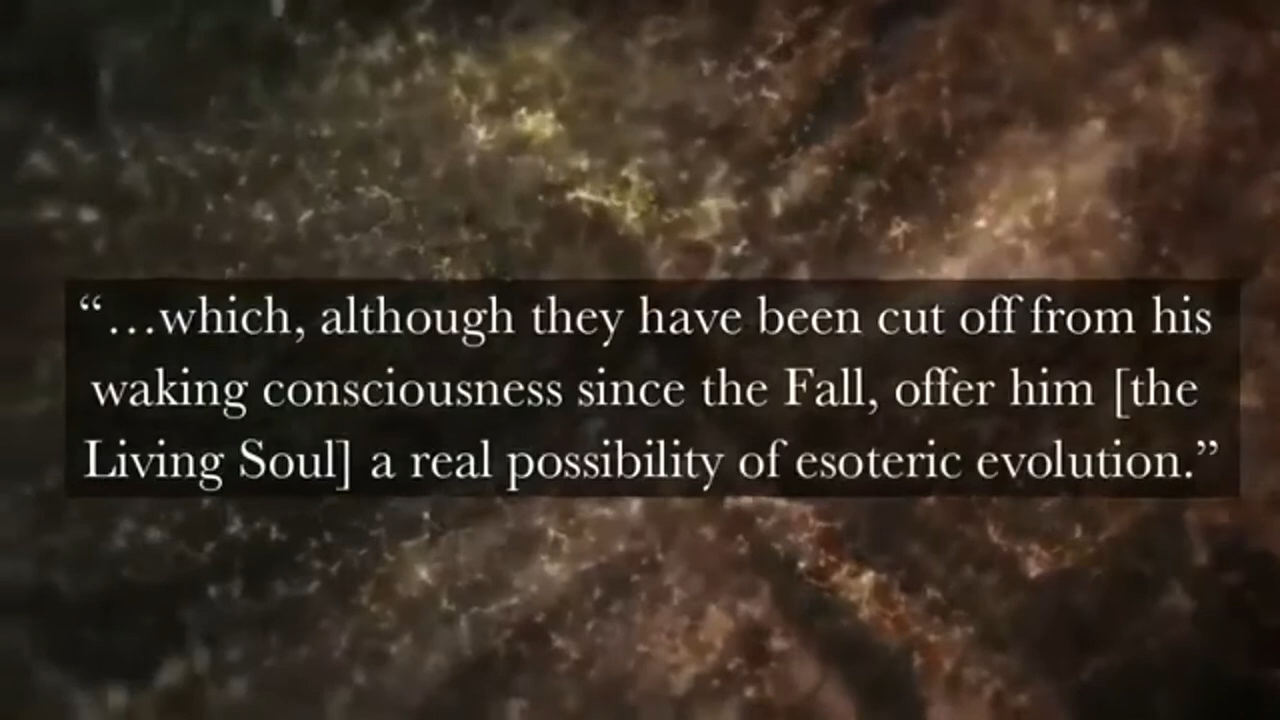 “…which, although they have been cut off from his
waking consciousness since the Fall, offer him [the
Living Soul] a real possibility of esoteric evolution.”